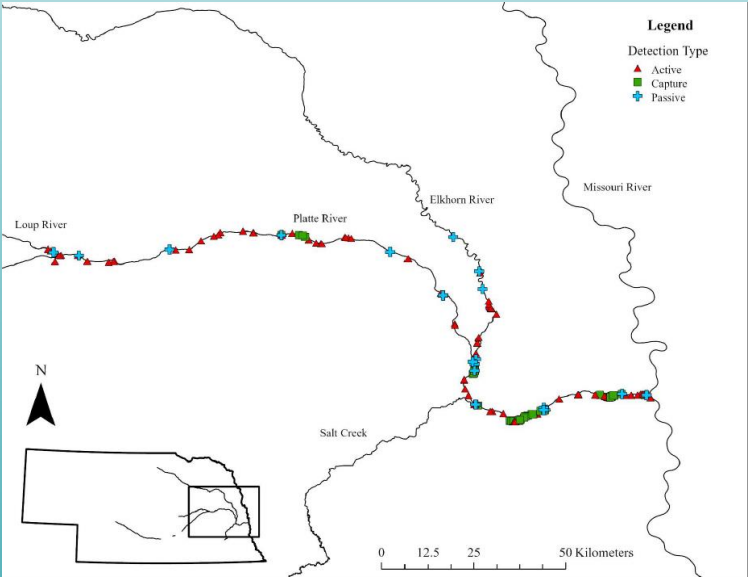 Legend
Detection Type
Active
Capture
Passive
Missouri River
Elkhorn River
Platte River
Loup River
N
Salt Creek
0 12.5 25 50 Kilometers